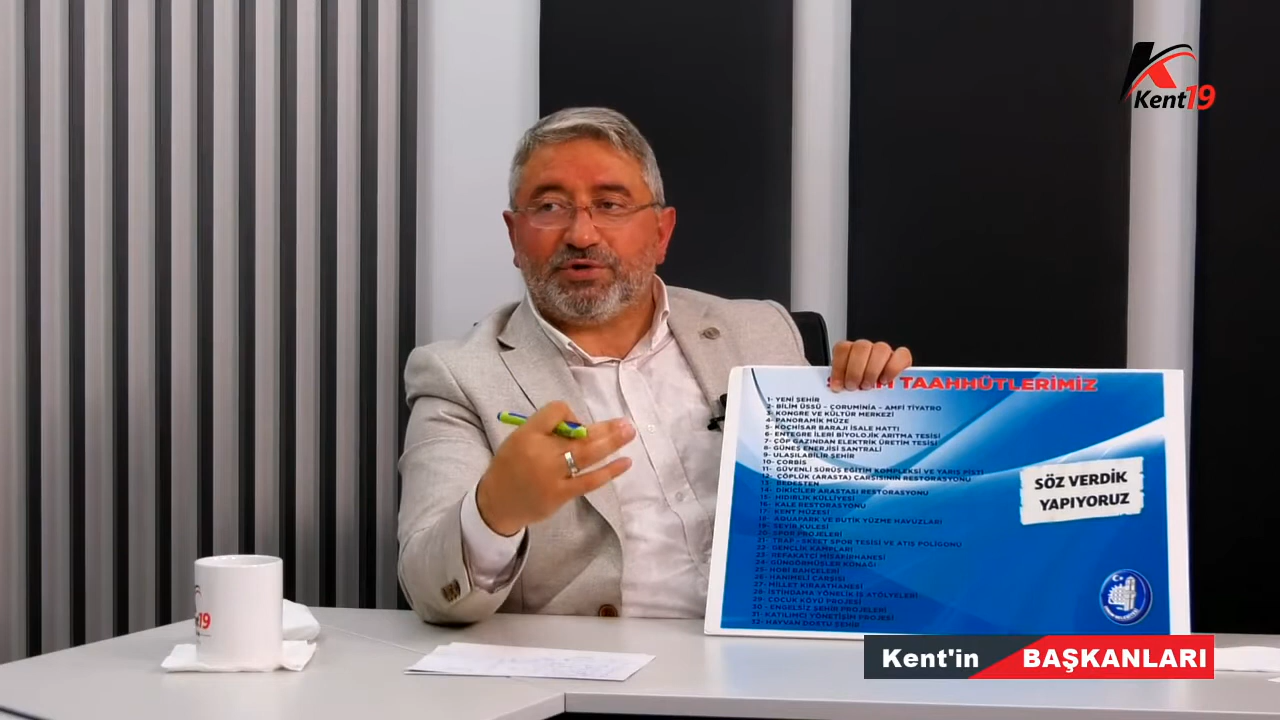 Kent19
TAAHHÜTLERİMİZ
1- YENİ ŞEHİR
2- BİLİM ÜSSÜ - ÇORUMİNİA - AMFİ TİYATRO
3- KONGRE VE KÜLTÜR MERKEZİ
4- PANORAMİK MÜZE
5- KOÇHİSAR BARAJI İSALE HATTI
6- ENTEGRE İLERİ BİYOLOJİK ARITMA TESİSİ
7- ÇÖP GAZINDAN ELEKTRİK ÜRETİM TESİSİ
8- GÜNEŞ ENERJİSİ SANTRALİ
9- ULAŞILABİLİR ŞEHİR
10- ÇORBİS
11- GÜVENLİ SÜRÜŞ EĞİTİM KOMPLEKSİ VE YARIŞ PİSTİ
12- ÇÖPLÜK (ARASTA) ÇARŞISININ RESTORASYONU
13- BEDESTEN
14- DİKİCİLER ARASTASI RESTORASYONU
15- HIDIRLIK KÜLLİYESİ
16- KALE RESTORASYONU
17- KENT MÜZESİ
18- AQUAPARK VE BUTİK YÜZME HAVUZLARI
19- SEYİR KULESİ
20- SPOR PROJELERİ
21- TRAP - SKEET SPOR TESİSİ VE ATIŞ POLİGONU
22- GENÇLİK KAMPLARI
23- REFAKATÇİ MİSAFİRHANESİ
24- GÜNGÖRMÜŞLER KONAĞI
25- HOBİ BAHÇELERİ
26- HANIMELİ ÇARŞISI
27- MİLLET KIRAATHANESİ
28- İSTİHDAMA YÖNELİK İŞ ATÖLYELERİ
29- ÇOCUK KÖYÜ PROJESİ
30- ENGELSİZ ŞEHİR PROJELERİ
31- KATILIMCI YÖNETİŞİM PROJESİ
32- HAYVAN DOSTU ŞEHİR
SÖZ VERDİK
YAPIYORUZ
19
Kent'in BAŞKANLARI